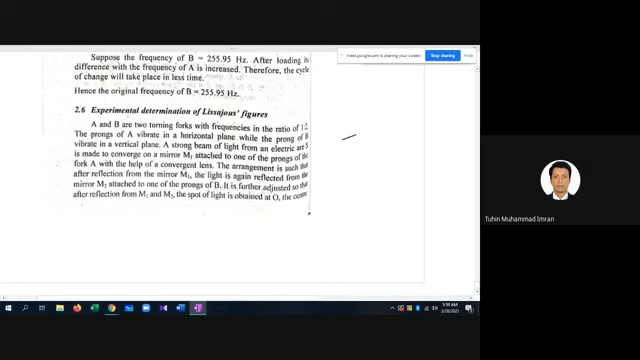 Suppose the frequency of B = 255.95 Hz. After loading its
difference with the frequency of A is increased. Therefore, the cycle
of change will take place in less time.
Hence the original frequency of B = 255.95 Hz.
2.6 Experimental determination of Lissajous' figures
A and B are two turning forks with frequencies in the ratio of 1:2.
The prongs of A vibrate in a horizontal plane while the prong of B
vibrate in a vertical plane. A strong beam of light from an electric are S
is made to converge on a mirror M1 attached to one of the prongs of the
fork A with the help of a convergent lens. The arrangement is such that
after reflection from the mirror M1, the light is again reflected from the
mirror M2 attached to one of the prongs of B. It is further adjusted so that
after reflection from M1 and M2, the spot of light is obtained at O, the centre
meet.google.com is sharing your screen.
Stop sharing
Hide
Tuhin Muhammad Imran
5:59 AM
2/20/2021